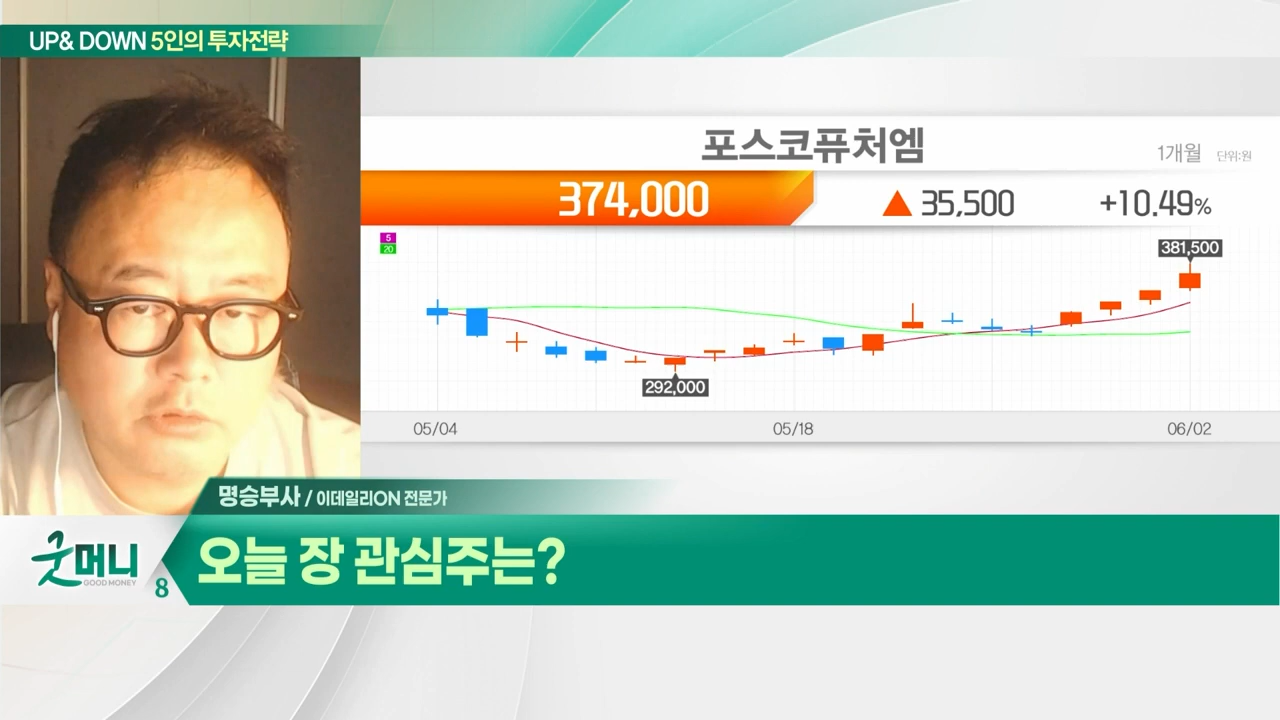 UP& DOWN 5인의 투자전략
포스코퓨처엠
1개월 단위:원
374,000 ▲ 35,500 +10.49%
5
20
381,500
292,000
05/04 05/18 06/02
명승부사 / 이데일리ON 전문가
굿머니
GOOD MONEY
8
오늘 장 관심주는?